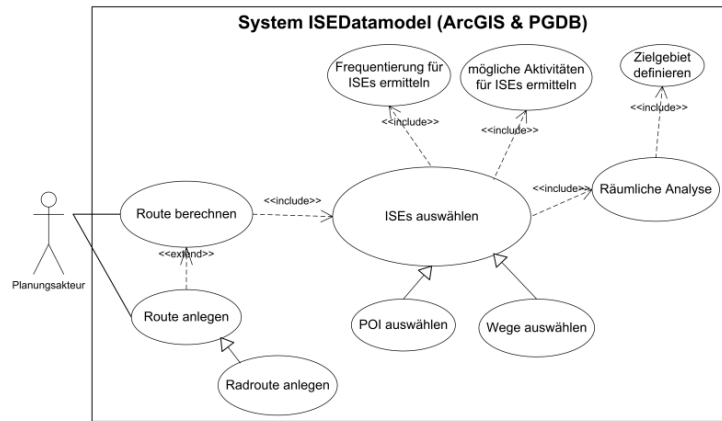 System ISEDatamodel (ArcGIS & PGDB)
Frequentierung für
ISEs ermitteln
mögliche Aktivitäten
für ISEs ermitteln
Zielgebiet
definieren
<<include>>
<<include>>
<<include>>
Planungsakteur
Route berechnen
<<include>>
ISEs auswählen
<<include>>
Räumliche Analyse
<<extend>>
Route anlegen
POI auswählen
Wege auswählen
Radroute anlegen